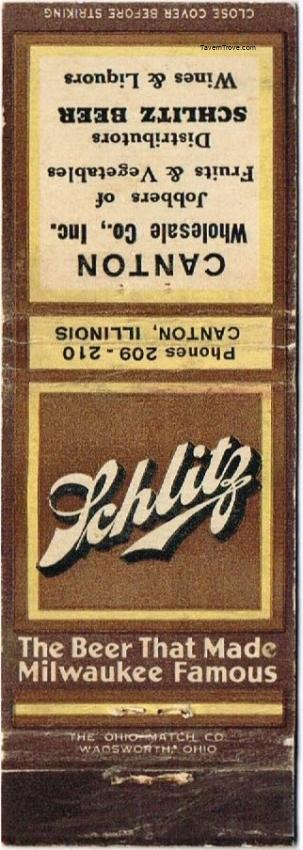 CLOSE COVER BEFORE STRIKING
TavernTrove.com
CANTON
Wholesale Co., Inc.
Jobbers of
Fruits & Vegetables
Distributors
SCHLITZ BEER
Wines & Liquors
Phones 209 - 210
CANTON, ILLINOIS
Schlitz
The Beer That Made
Milwaukee Famous
THE OHIO MATCH CO.
WADSWORTH, OHIO